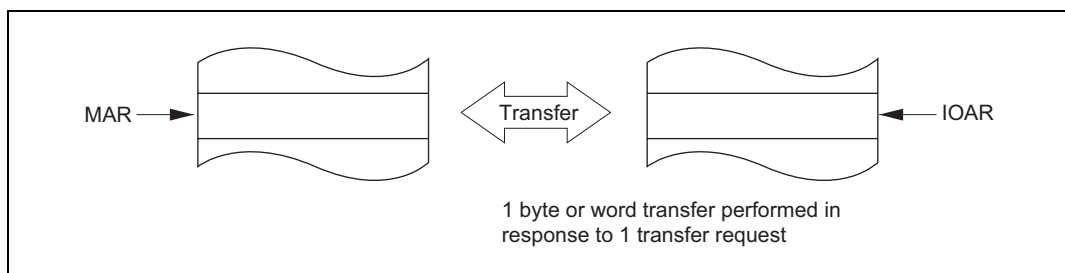 MAR
Transfer
IOAR
1 byte or word transfer performed in
response to 1 transfer request